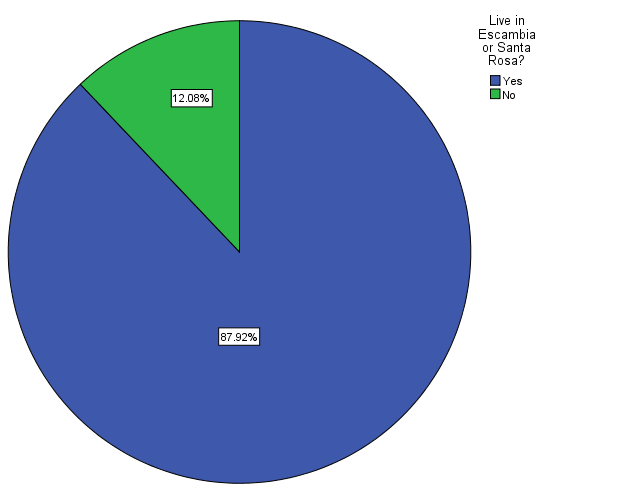 Live in
Escambia
or Santa
Rosa?
Yes
No
12.08%
87.92%